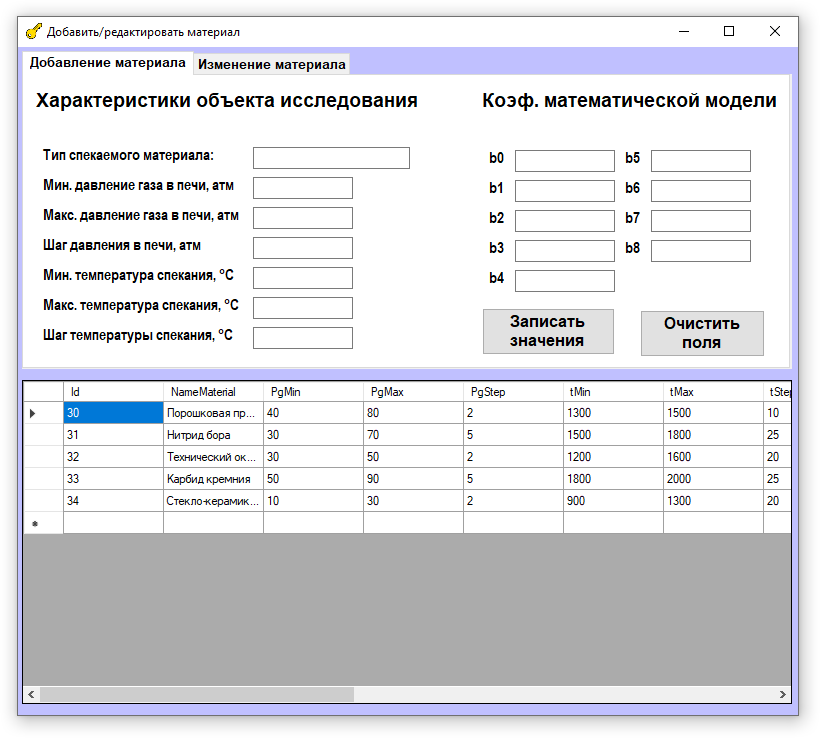 Добавить/редактировать материал
Добавление материала Изменение материала
Характеристики объекта исследования
Коэф. математической модели
Тип спекаемого материала:
Мин. давление газа в печи, атм
Макс. давление газа в печи, атм
Шаг давления в печи, атм
Мин. температура спекания, °C
Макс. температура спекания, °C
Шаг температуры спекания, °C
b0 b5
b1 b6
b2 b7
b3 b8
b4
Записать
значения
Очистить
поля
Id NameMaterial PgMin PgMax PgStep tMin tMax tStep
30 Порошковая пр... 40 80 2 1300 1500 10
31 Нитрид бора 30 70 5 1500 1800 25
32 Технический ок... 30 50 2 1200 1600 20
33 Карбид кремния 50 90 5 1800 2000 25
34 Стекло-керамик... 10 30 2 900 1300 20